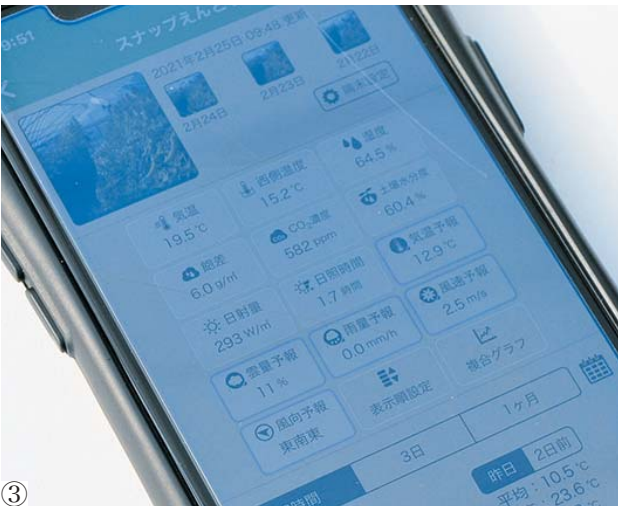 9:51
スナップえんど
2021年2月25日 09:48 更新
2月24日
2月23日
2月22日
端末設定
気温
19.5℃
西側温度
15.2℃
湿度
64.5 %
飽差
6.0 g/㎥
CO₂濃度
582 ppm
土壌水分度
60.4 %
日射量
293 W/㎡
日照時間
1.7 時間
気温予報
12.9℃
雲量予報
11 %
雨量予報
0.0 mm/h
風速予報
2.5 m/s
風向予報
東南東
表示順設定
複合グラフ
時間
3日
1ヶ月
昨日
2日前
平均：10.5℃
：23.6℃
③